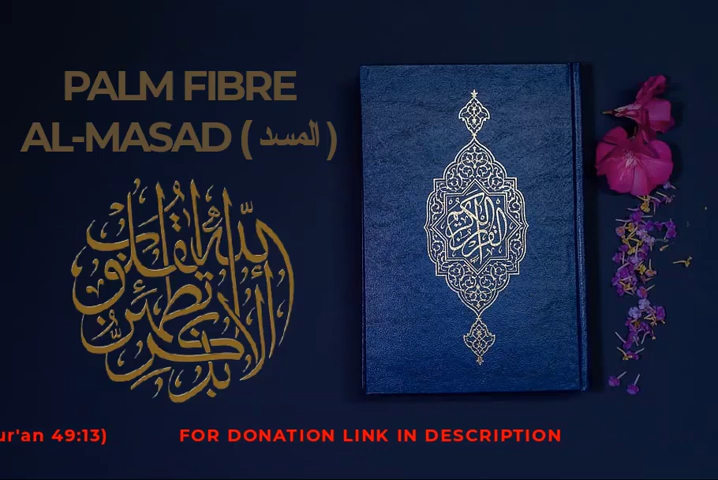 PALM FIBRE
AL-MASAD ( المسد )
ألا بذكر الله تطمئن القلوب
القرآن الكريم
ur'an 49:13)
FOR DONATION LINK IN DESCRIPTION